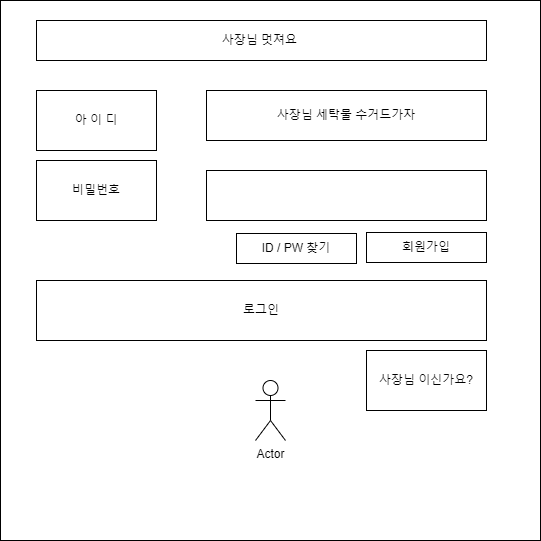 사장님 멋져요
아 이 디
사장님 세탁물 수거드가자
비밀번호
ID / PW 찾기
회원가입
로그인
사장님 이신가요?
Actor